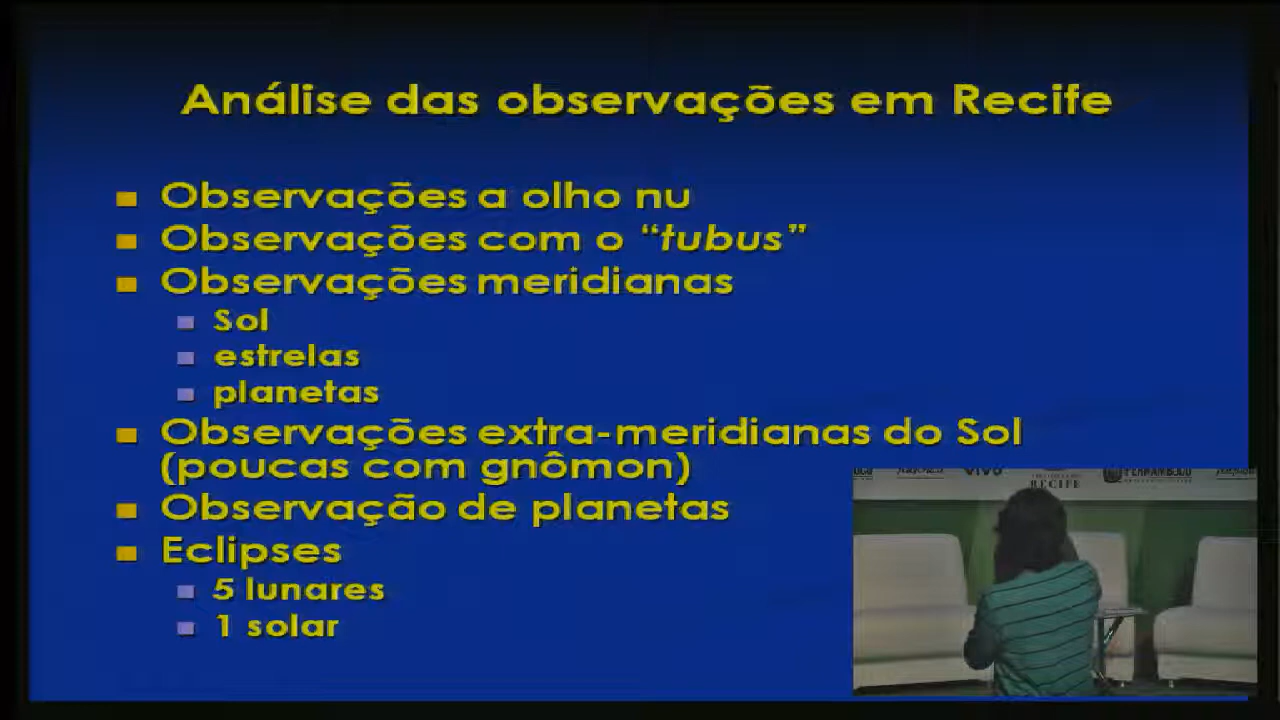 Análise das observações em Recife
Observações a olho nu
Observações com o “tubus”
Observações meridianas
Sol
estrelas
planetas
Observações extra-meridianas do Sol
(poucas com gnômon)
Observação de planetas
Eclipses
5 lunares
1 solar
vivo
RECIFE
PERNAMBUCO